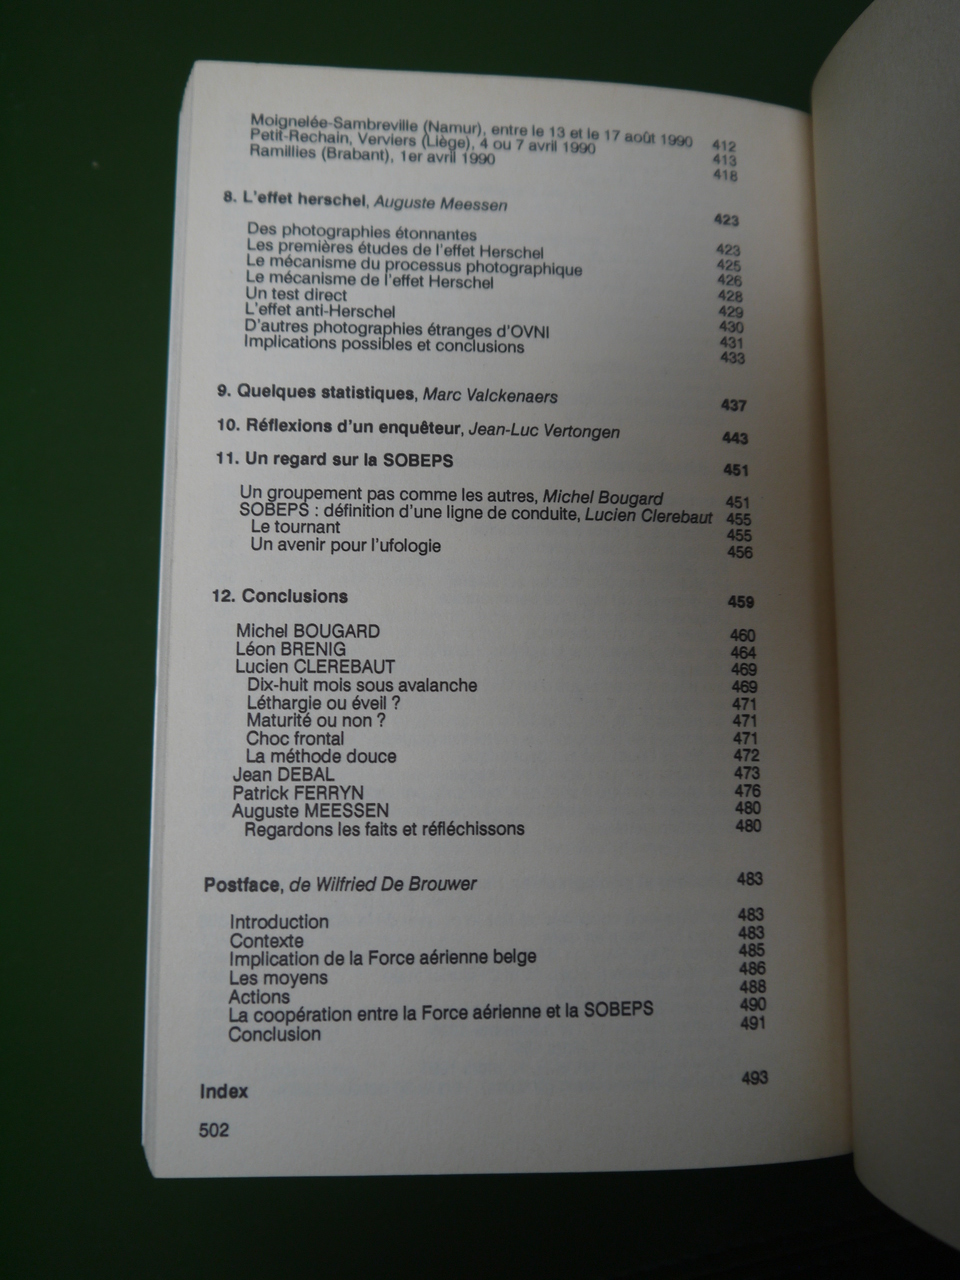 Moignelée-Sambreville (Namur), entre le 13 et le 17 août 1990 412
Petit-Rechain, Verviers (Liège), 4 ou 7 avril 1990 413
Ramillies (Brabant), 1er avril 1990 418
8. L'effet herschel, Auguste Meessen 423
Des photographies étonnantes 423
Les premières études de l'effet Herschel 425
Le mécanisme du processus photographique 426
Le mécanisme de l'effet Herschel 428
Un test direct 429
L'effet anti-Herschel 430
D'autres photographies étranges d'OVNI 431
Implications possibles et conclusions 433
9. Quelques statistiques, Marc Valckenaers 437
10. Réflexions d'un enquêteur, Jean-Luc Vertongen 443
11. Un regard sur la SOBEPS 451
Un groupement pas comme les autres, Michel Bougard 451
SOBEPS : définition d'une ligne de conduite, Lucien Clerebaut 455
Le tournant 455
Un avenir pour l'ufologie 456
12. Conclusions 459
Michel BOUGARD 460
Léon BRENIG 464
Lucien CLEREBAUT 469
Dix-huit mois sous avalanche 469
Léthargie ou éveil ? 471
Maturité ou non ? 471
Choc frontal 471
La méthode douce 472
Jean DEBAL 473
Patrick FERRYN 476
Auguste MEESSEN 480
Regardons les faits et réfléchissons 480
Postface, de Wilfried De Brouwer 483
Introduction 483
Contexte 483
Implication de la Force aérienne belge 485
Les moyens 486
Actions 488
La coopération entre la Force aérienne et la SOBEPS 490
Conclusion 491
Index 493
502